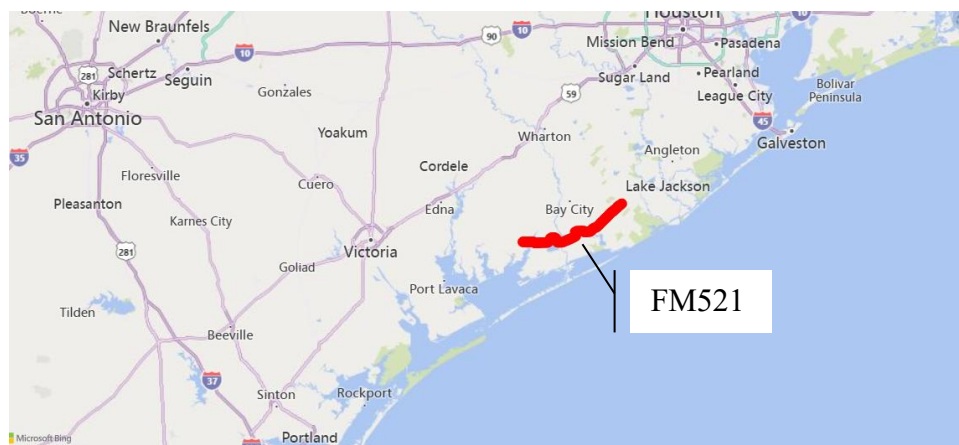 Boerne
Houston
New Braunfels
10
90
10
Mission Bend
Pasadena
281
Schertz
Seguin
Sugar Land
Pearland
Kirby
Gonzales
59
League City
Bolivar
Peninsula
San Antonio
Yoakum
Wharton
45
35
Galveston
Floresville
Cordele
Angleton
Pleasanton
Cuero
Lake Jackson
Karnes City
Edna
Bay City
281
Victoria
Goliad
Port Lavaca
FM521
Tilden
Beeville
37
Sinton
Rockport
Portland
Microsoft Bing